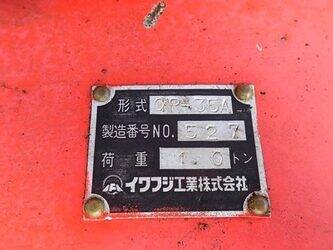 形式 GP-35A
製造番号 NO. 527
荷重 1.0 トン
イワフジ工業株式会社